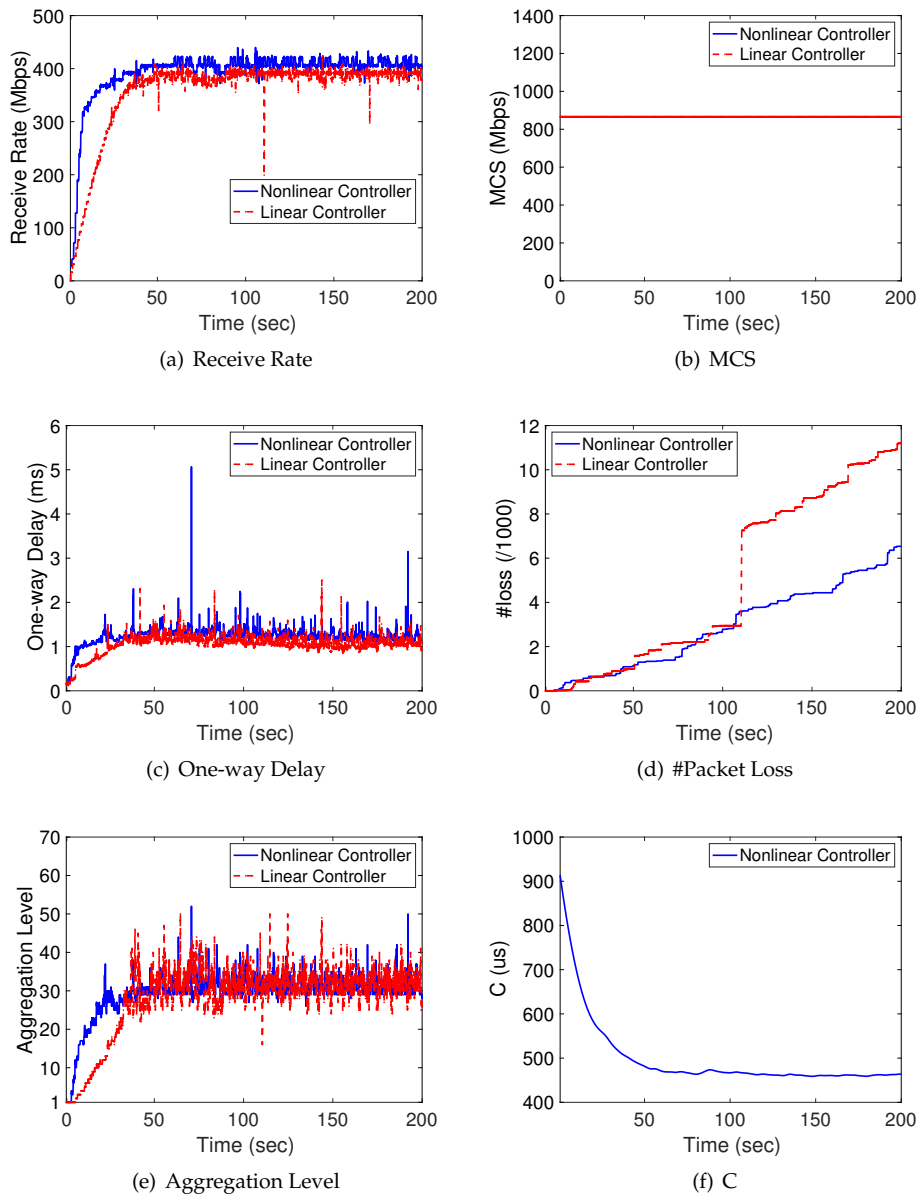 500
400
300
200
100
0
Receive Rate (Mbps)
Nonlinear Controller
Linear Controller
0 50 100 150 200
Time (sec)
(a) Receive Rate
1400
1200
1000
800
600
400
200
0
MCS (Mbps)
Nonlinear Controller
Linear Controller
0 50 100 150 200
Time (sec)
(b) MCS
6
5
4
3
2
1
0
One-way Delay (ms)
Nonlinear Controller
Linear Controller
0 50 100 150 200
Time (sec)
(c) One-way Delay
12
10
8
6
4
2
0
#loss (/1000)
Nonlinear Controller
Linear Controller
0 50 100 150 200
Time (sec)
(d) #Packet Loss
70
60
50
40
30
20
10
1
Aggregation Level
Nonlinear Controller
Linear Controller
0 50 100 150 200
Time (sec)
(e) Aggregation Level
1000
900
800
700
600
500
400
C (us)
Nonlinear Controller
50 100 150 200
Time (sec)
(f) C